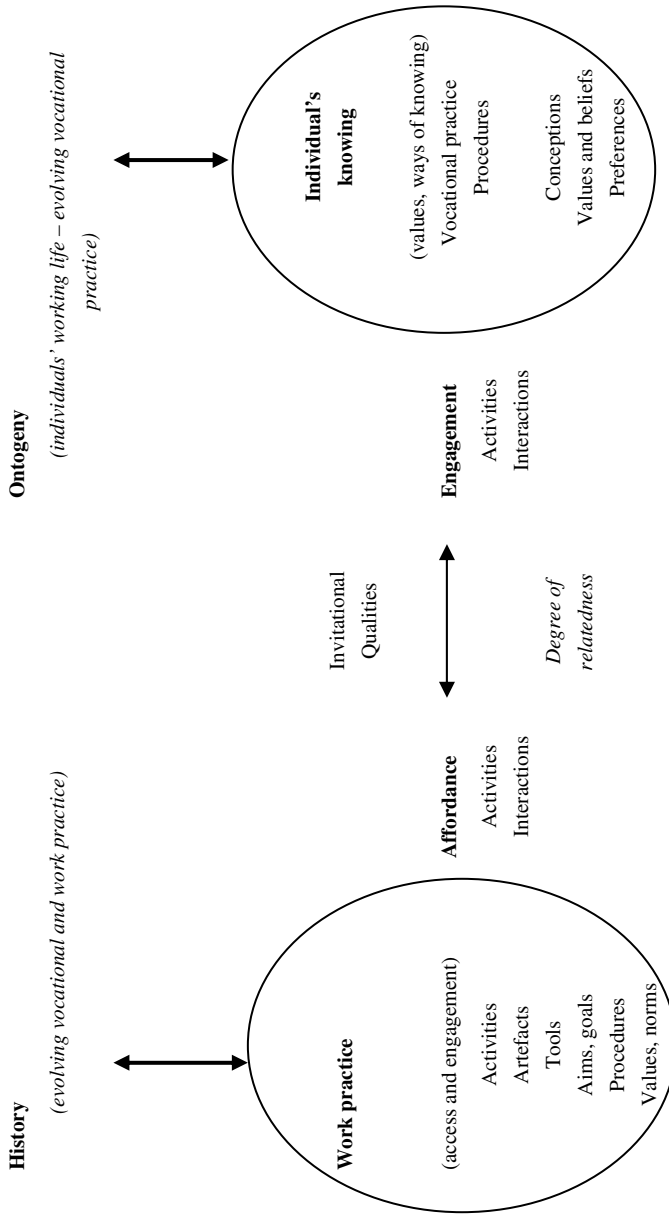 History
(evolving vocational and work practice)
Ontogeny
(individuals’ working life – evolving vocational
practice)
Work practice
(access and engagement)
Activities
Artefacts
Tools
Aims, goals
Procedures
Values, norms
Affordance
Activities
Interactions
Invitational
Qualities
Degree of
relatedness
Engagement
Activities
Interactions
Individual’s
knowing
(values, ways of knowing)
Vocational practice
Procedures
Conceptions
Values and beliefs
Preferences